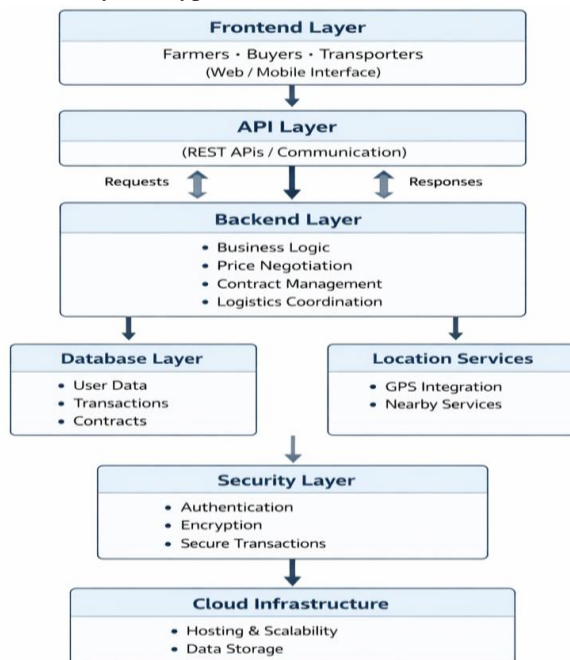 Frontend Layer
Farmers · Buyers · Transporters
(Web / Mobile Interface)
API Layer
(REST APIs / Communication)
Requests
Responses
Backend Layer
• Business Logic
• Price Negotiation
• Contract Management
• Logistics Coordination
Database Layer
• User Data
• Transactions
• Contracts
Location Services
• GPS Integration
• Nearby Services
Security Layer
• Authentication
• Encryption
• Secure Transactions
Cloud Infrastructure
• Hosting & Scalability
• Data Storage